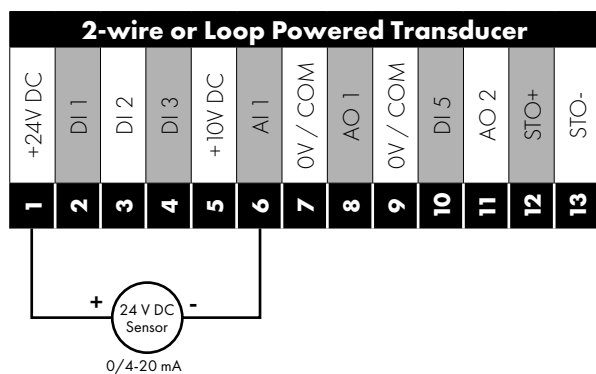 2-wire or Loop Powered Transducer
+24V DC
DI 1
DI 2
DI 3
+10V DC
AI 1
0V / COM
AO 1
0V / COM
DI 5
AO 2
STO+
STO-
1 2 3 4 5 6 7 8 9 10 11 12 13
+ -
24 V DC
Sensor
0/4-20 mA